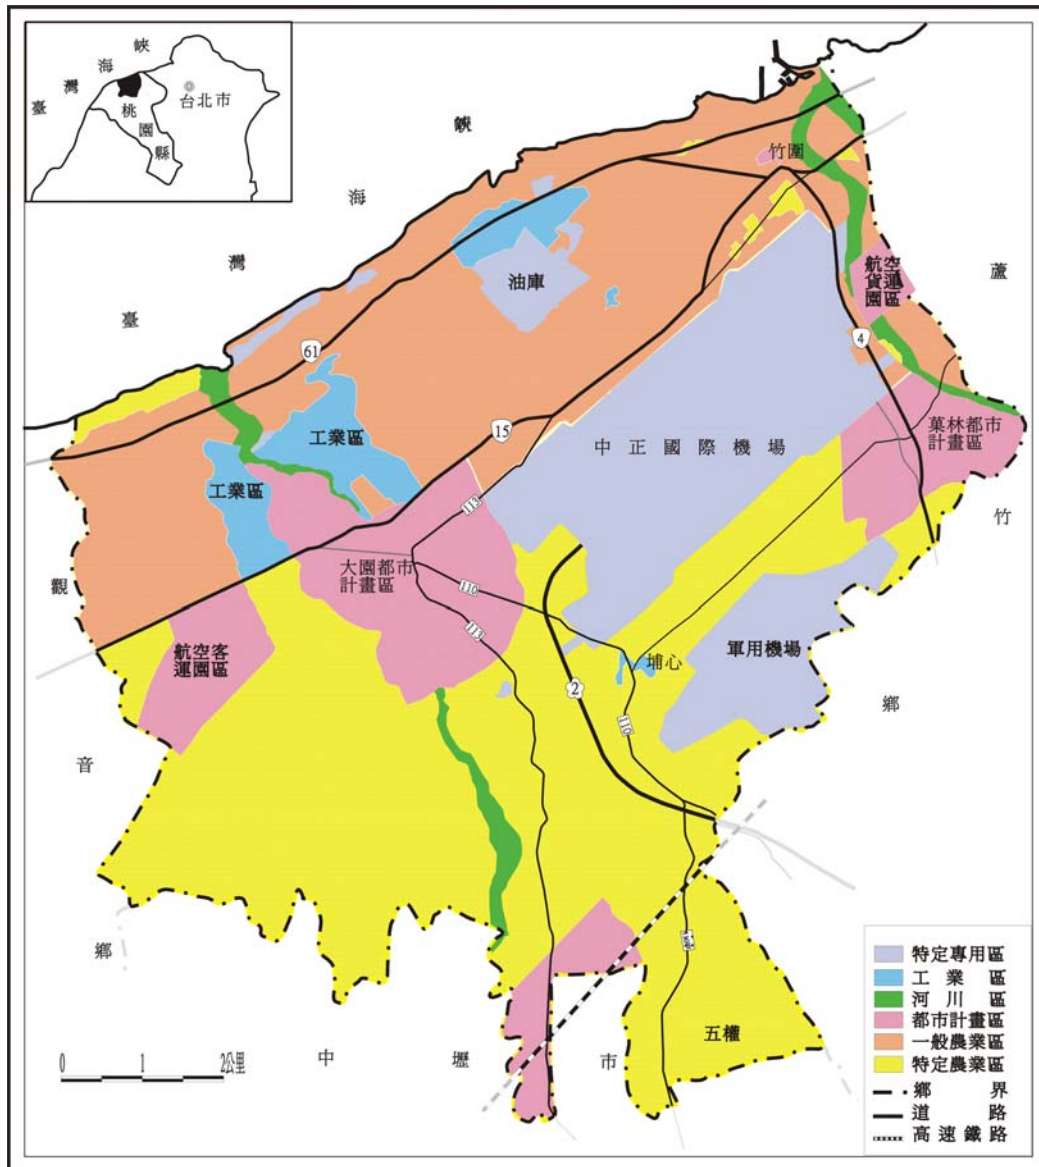 臺灣海峽
台北市
桃園縣
臺灣海峽
竹圍
油庫
航空貨運園區
蘆竹鄉
61
4
15
工業區
中正國際機場
菓林都市計畫區
工業區
113
觀音鄉
大園都市計畫區
110
113
航空客運園區
埔心
軍用機場
2
110
五權
中壢市
0 1 2公里
特定專用區
工業區
河川區
都市計畫區
一般農業區
特定農業區
鄉界
道路
高速鐵路